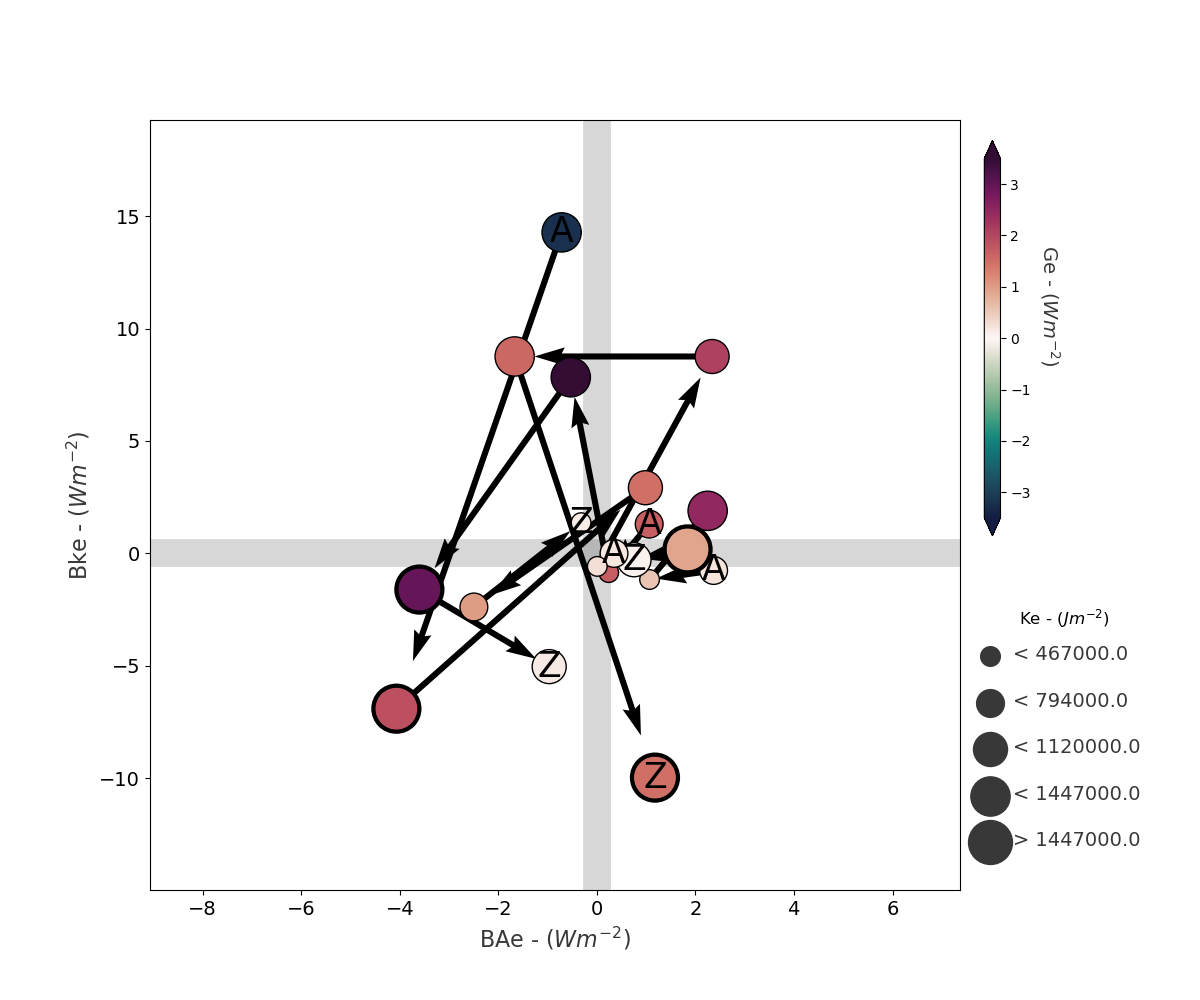 15
10
5
0
−5
−10
Bke - (Wm⁻²)
−8 −6 −4 −2 0 2 4 6
BAe - (Wm⁻²)
A
Z
A
A
Z
A
Z
Z
3
2
1
0
−1
−2
−3
Ge - (Wm⁻²)
Ke - (Jm⁻²)
< 467000.0
< 794000.0
< 1120000.0
< 1447000.0
> 1447000.0